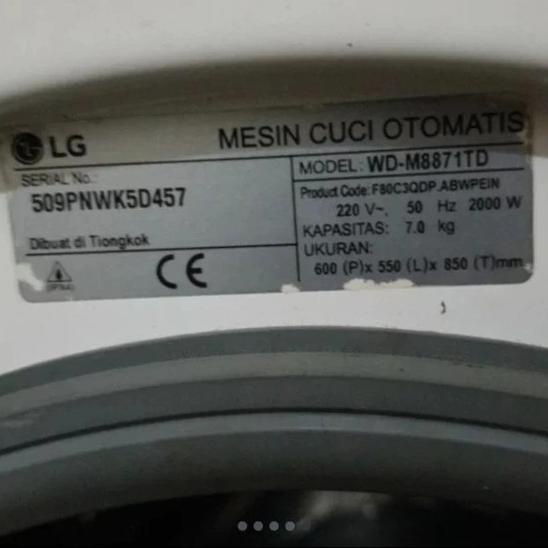 LG
MESIN CUCI OTOMATIS
SERIAL No.:
509PNWK5D457
Dibuat di Tiongkok
CE
IPX4
MODEL: WD-M8871TD
Product Code: F80C3QDP.ABWPEIN
220 V~, 50 Hz 2000 W
KAPASITAS: 7.0 kg
UKURAN:
600 (P)x 550 (L)x 850 (T)mm